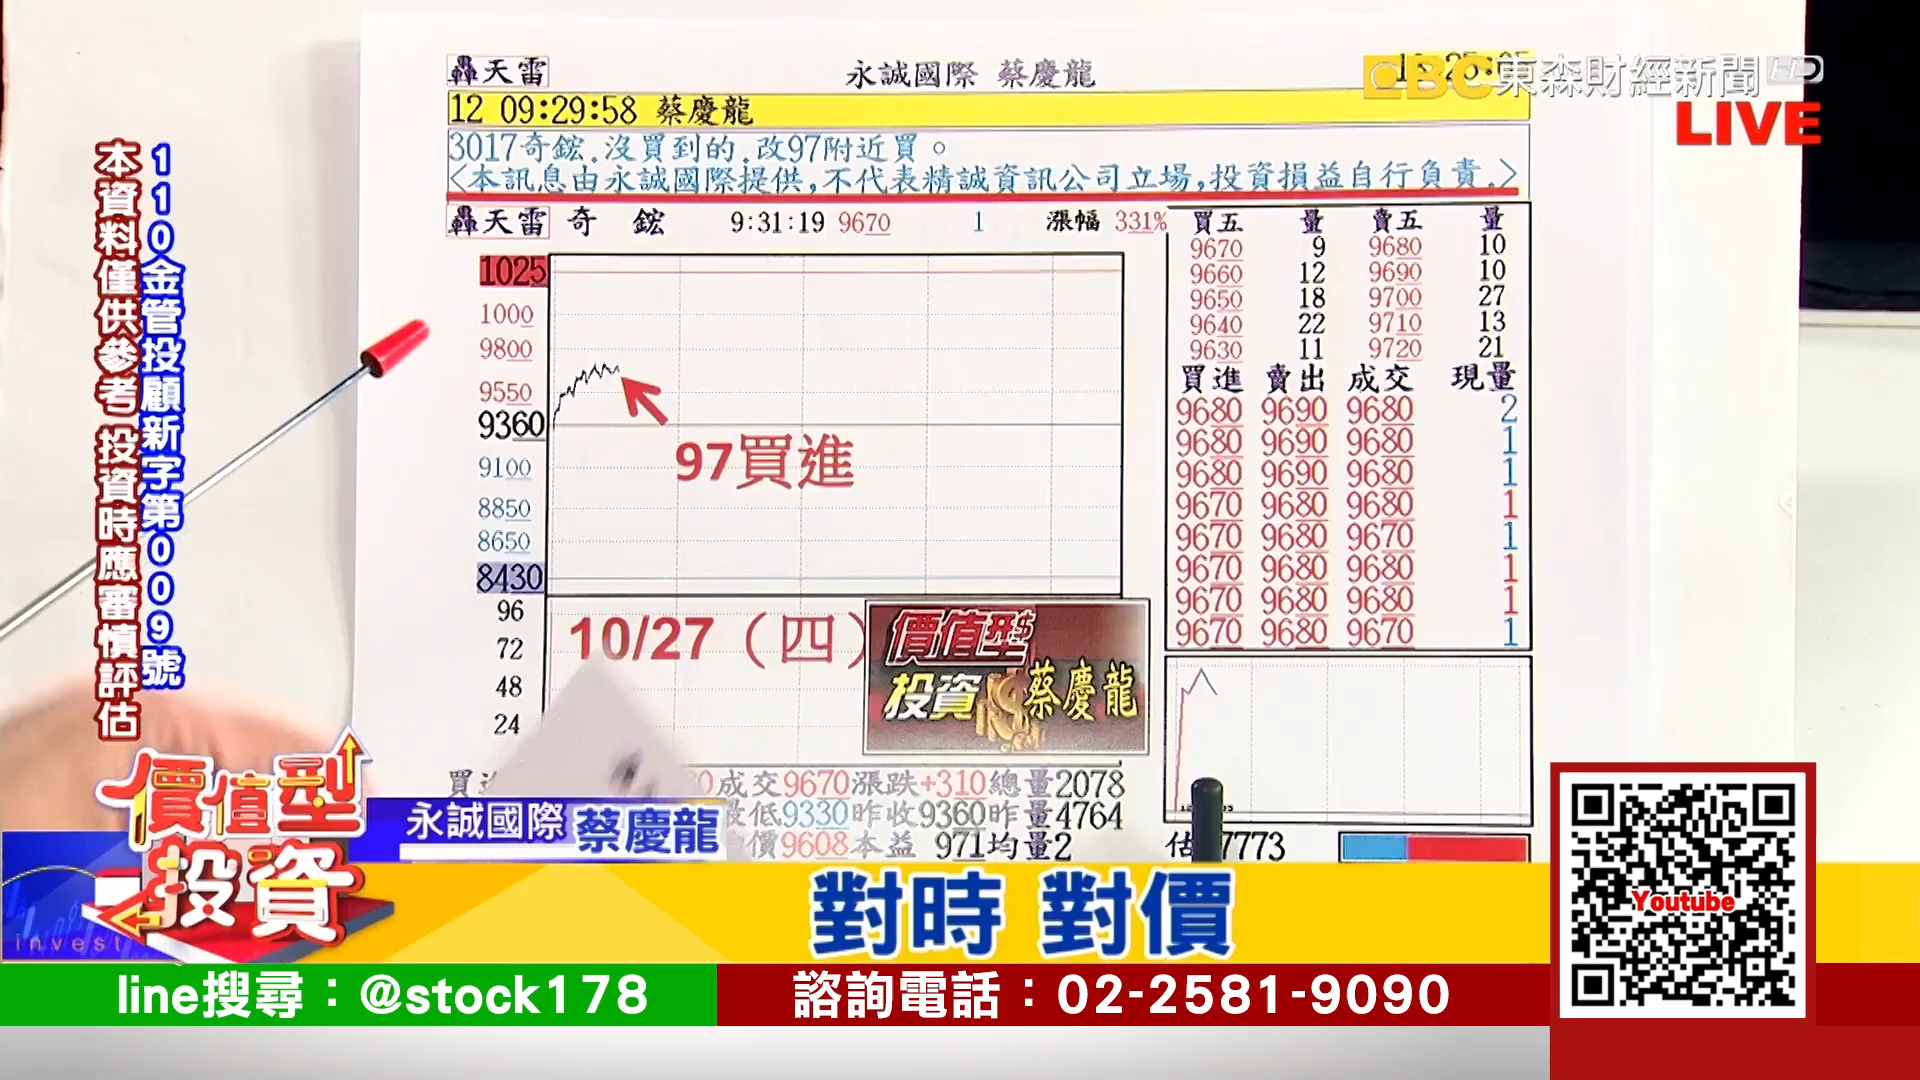 轟天雷
永誠國際 蔡慶龍
EBC 東森財經新聞 HD
LIVE
12 09:29:58 蔡慶龍
3017奇鋐.沒買到的.改97附近買。
<本訊息由永誠國際提供,不代表精誠資訊公司立場,投資損益自行負責.>
轟天雷 奇 鋐 9:31:19 9670 1 漲幅 331%
買五 量 賣五 量
9670 9 9680 10
9660 12 9690 10
9650 18 9700 27
9640 22 9710 13
9630 11 9720 21
買進 賣出 成交 現量
9680 9690 9680 2
9680 9690 9680 1
9680 9690 9680 1
9670 9680 9680 1
9670 9680 9670 1
9670 9680 9680 1
9670 9680 9680 1
9670 9680 9670 1
1025
1000
9800
9550
9360
9100
8850
8650
8430
96
72
48
24
97買進
10/27（四）
價值型
投資 蔡慶龍
成交9670漲跌+310總量2078
最低9330昨收9360昨量4764
價9608本益 971均量2
估 7773
110金管投顧新字第009號
本資料僅供參考 投資時應審慎評估
價值型
投資
invest
永誠國際 蔡慶龍
對時 對價
line搜尋：@stock178
諮詢電話：02-2581-9090
Youtube